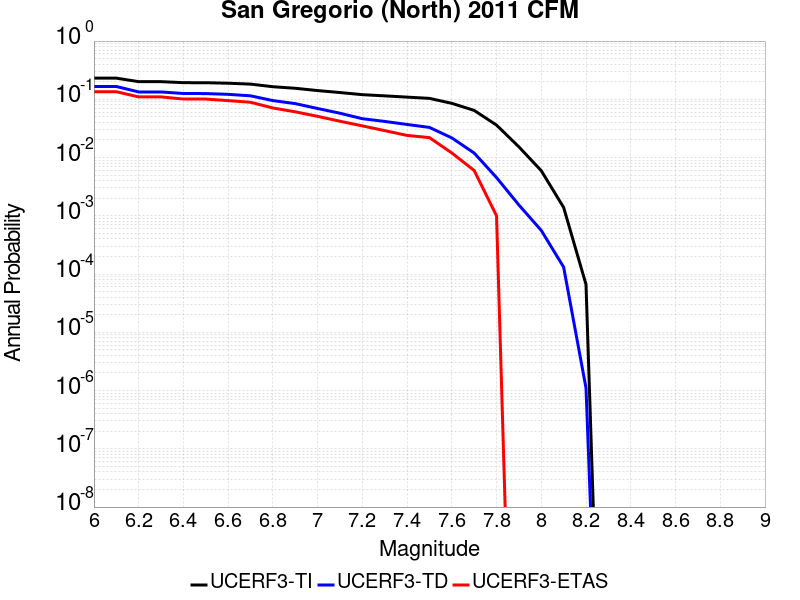 San Gregorio (North) 2011 CFM
Annual Probability
10^0
10^-1
10^-2
10^-3
10^-4
10^-5
10^-6
10^-7
10^-8
6 6.2 6.4 6.6 6.8 7 7.2 7.4 7.6 7.8 8 8.2 8.4 8.6 8.8 9
Magnitude
UCERF3-TI UCERF3-TD UCERF3-ETAS